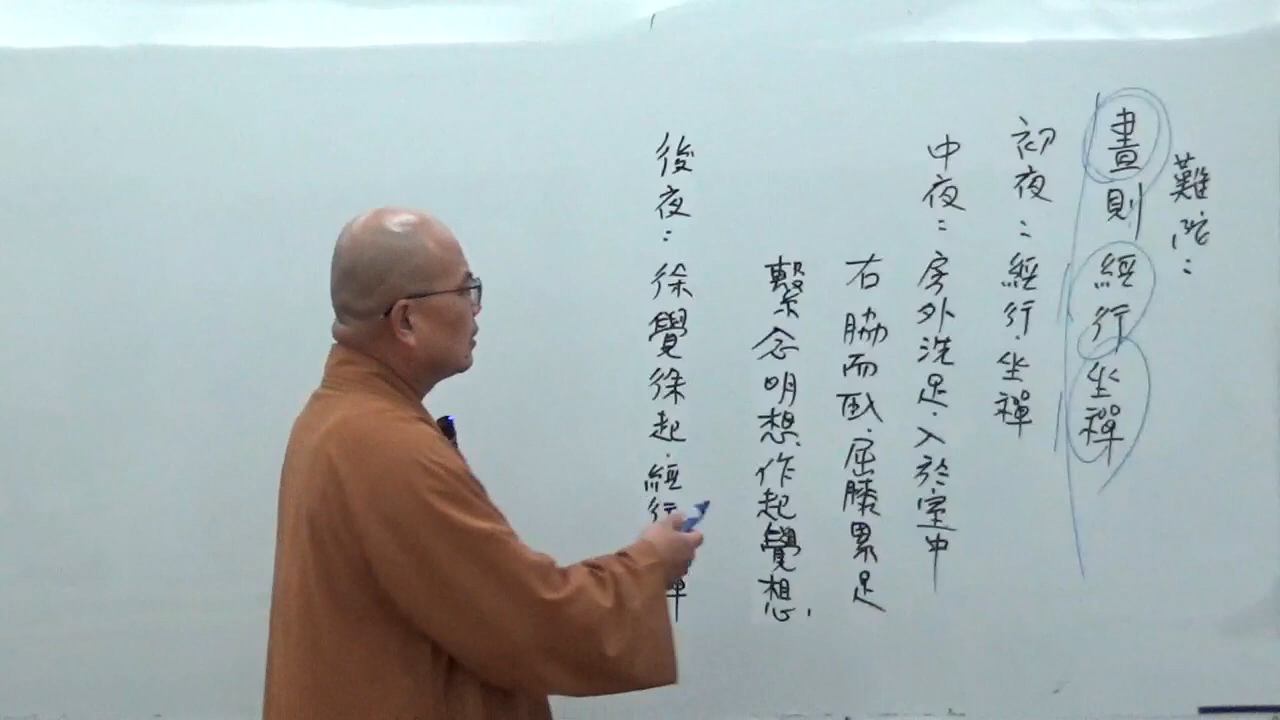 難陀：
晝則經行坐禪
初夜：經行．坐禪
中夜：房外洗足．入於室中
右脇而臥．屈膝累足
繫念明想．作起覺想．
後夜：徐覺徐起．經行禪